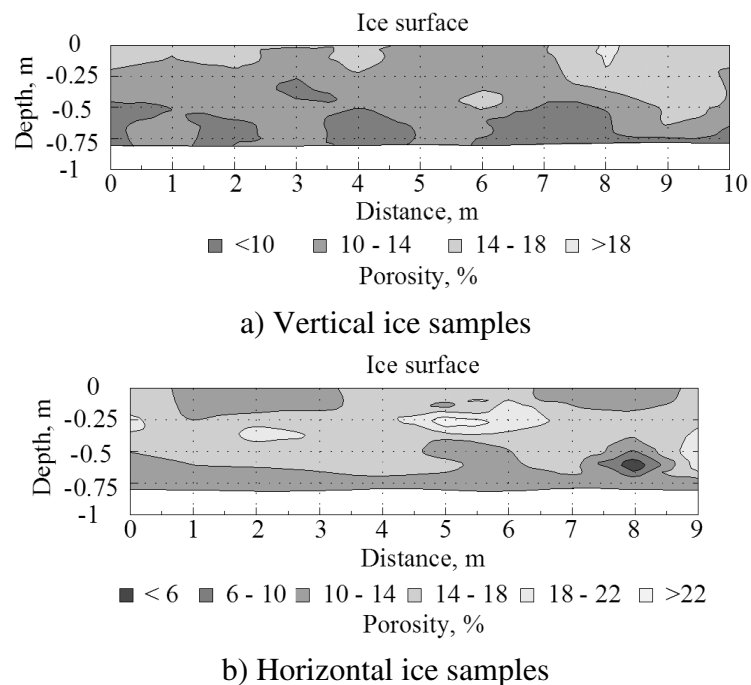 Ice surface
0
-0.25
-0.5
-0.75
-1
Depth, m
0 1 2 3 4 5 6 7 8 9 10
Distance, m
<10 10 - 14 14 - 18 >18
Porosity, %
a) Vertical ice samples
Ice surface
0
-0.25
-0.5
-0.75
-1
Depth, m
0 1 2 3 4 5 6 7 8 9
Distance, m
< 6 6 - 10 10 - 14 14 - 18 18 - 22 >22
Porosity, %
b) Horizontal ice samples